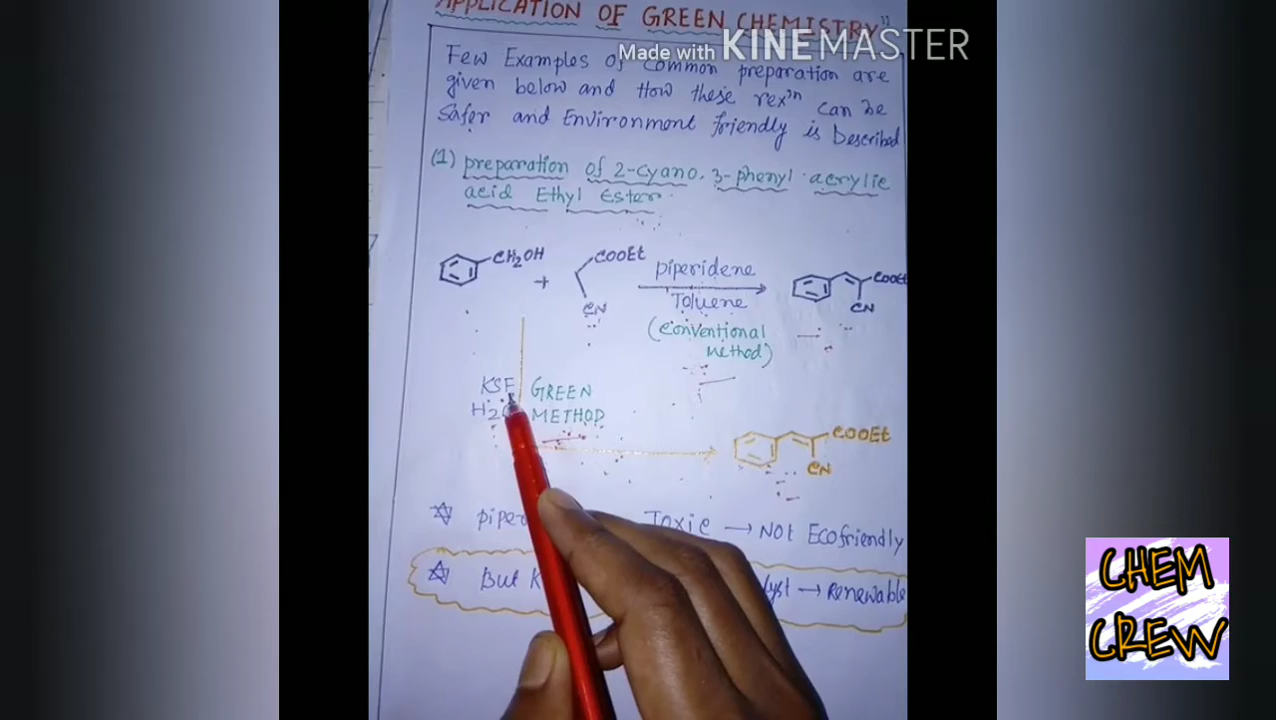 APPLICATION OF GREEN CHEMISTRY"
Made with KINEMASTER
Few Examples of common preparation are
given below and How these rexⁿ can be
Safer and Environment friendly is Described
(1) preparation of 2-cyano. 3-phenyl acrylic
acid Ethyl Ester.
CH2OH
+
COOEt
CN
piperidene
Toluene
(conventional
method)
COOEt
CN
KSF
H2O
GREEN
METHOD
COOEt
CN
Toxic → NOT Ecofriendly
But → Renewable
CHEM
CREW